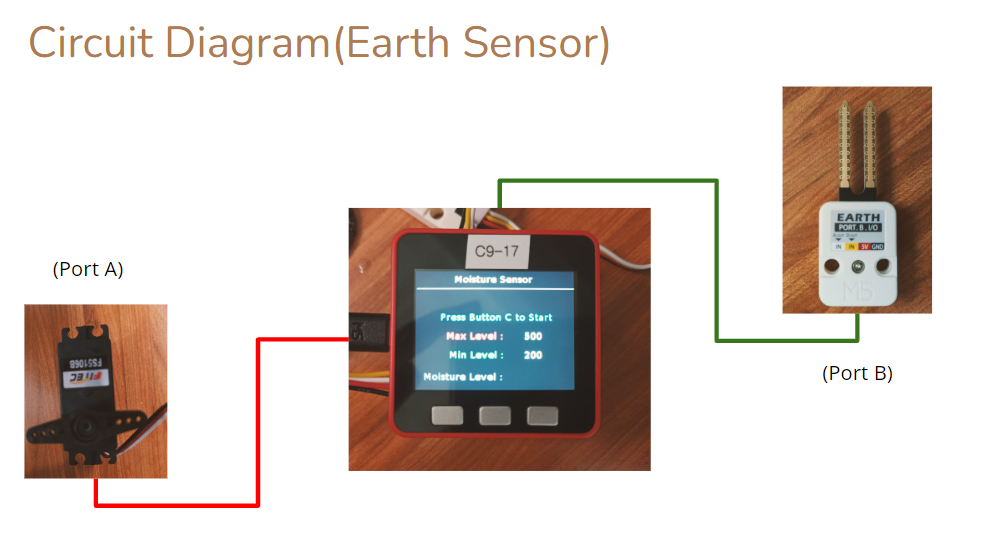 Circuit Diagram(Earth Sensor)
(Port A)
FS5106B
FITEC
C9-17
Moisture Sensor
Press Button C to Start
Max Level : 500
Min Level : 200
Moisture Level :
EARTH
PORT. B . I/O
IN IN 5V GND
M5
(Port B)